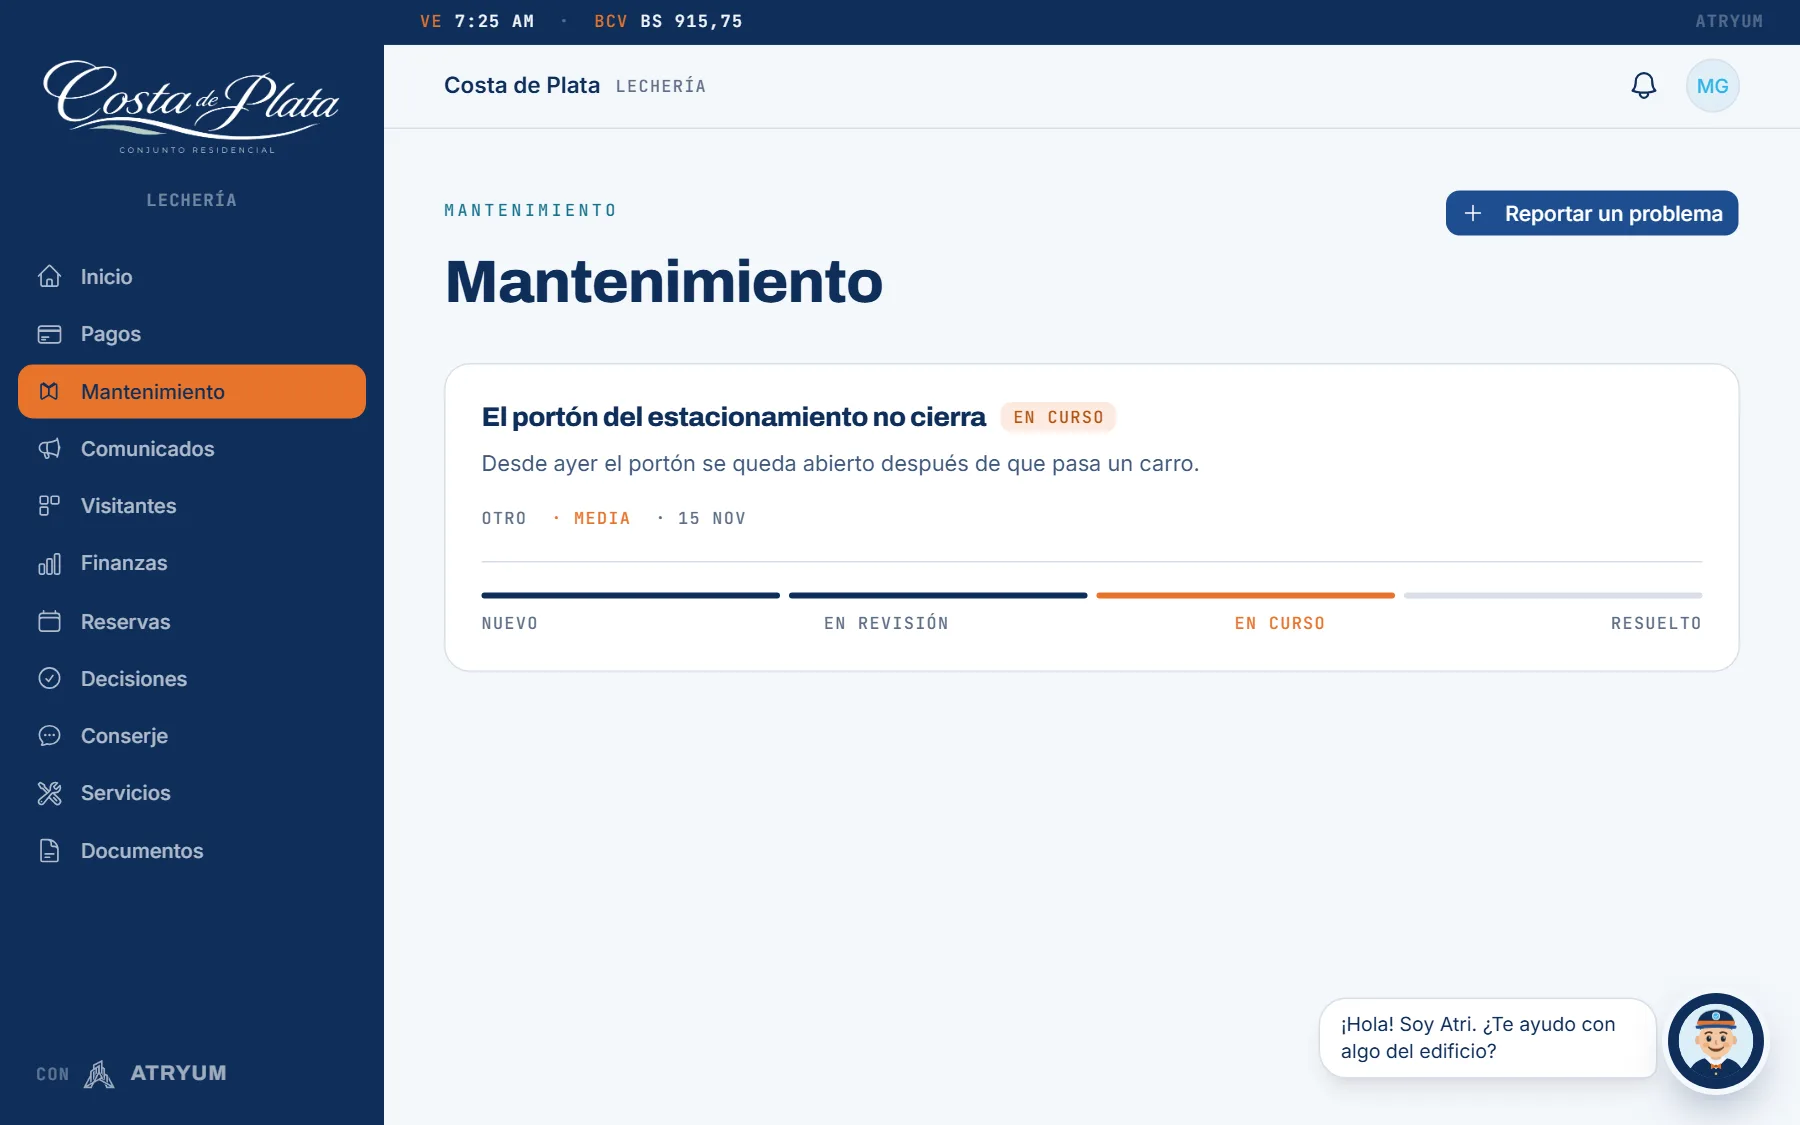 VE 7:25 AM · BCV BS 915,75
ATRYUM
Costa de Plata
CONJUNTO RESIDENCIAL
LECHERÍA
Inicio
Pagos
Mantenimiento
Comunicados
Visitantes
Finanzas
Reservas
Decisiones
Conserje
Servicios
Documentos
CON ATRYUM
Costa de Plata LECHERÍA
MG
MANTENIMIENTO
+ Reportar un problema
Mantenimiento
El portón del estacionamiento no cierra EN CURSO
Desde ayer el portón se queda abierto después de que pasa un carro.
OTRO · MEDIA · 15 NOV
NUEVO EN REVISIÓN EN CURSO RESUELTO
¡Hola! Soy Atri. ¿Te ayudo con
algo del edificio?